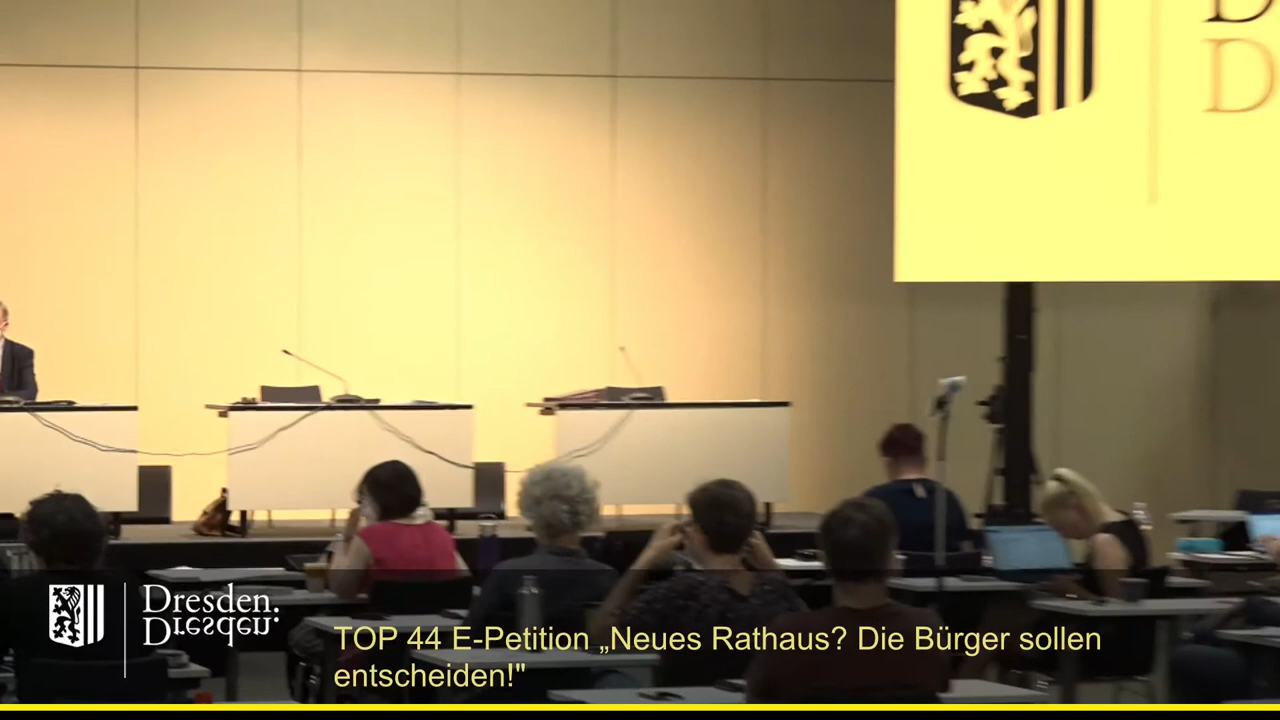 D
D
Dresden.
Dresden.
TOP 44 E-Petition „Neues Rathaus? Die Bürger sollen
entscheiden!"